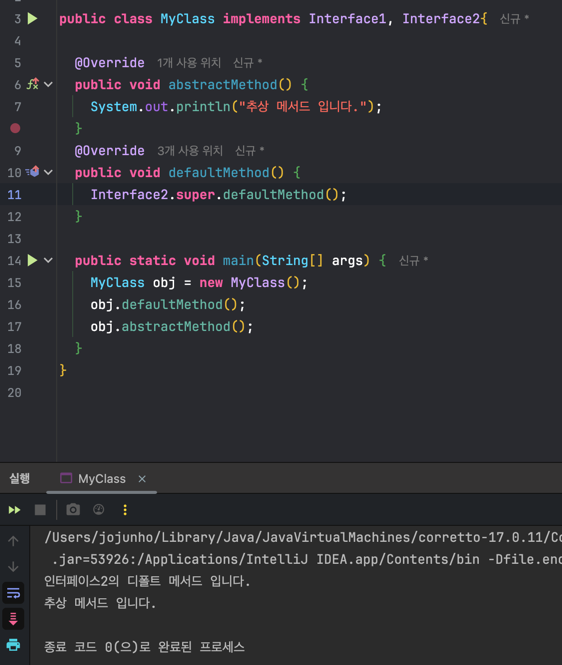 3 public class MyClass implements Interface1, Interface2{ 신규 *
4
5 @Override 1개 사용 위치 신규 *
6 public void abstractMethod() {
7 System.out.println("추상 메서드 입니다.");
}
9 @Override 3개 사용 위치 신규 *
10 public void defaultMethod() {
11 Interface2.super.defaultMethod();
12 }
13
14 public static void main(String[] args) { 신규 *
15 MyClass obj = new MyClass();
16 obj.defaultMethod();
17 obj.abstractMethod();
18 }
19 }
20
실행 MyClass ×
/Users/jojunho/Library/Java/JavaVirtualMachines/corretto-17.0.11/Co
.jar=53926:/Applications/IntelliJ IDEA.app/Contents/bin -Dfile.enc
인터페이스2의 디폴트 메서드 입니다.
추상 메서드 입니다.
종료 코드 0(으)로 완료된 프로세스